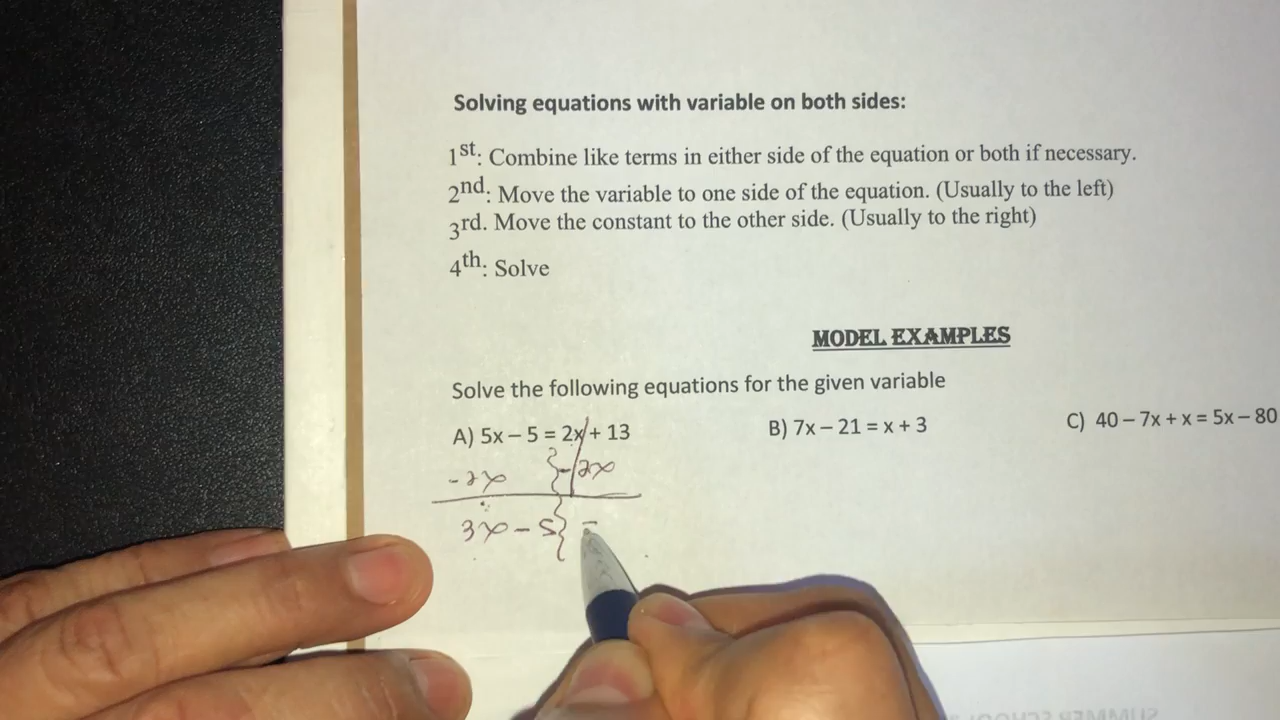 Solving equations with variable on both sides:
1st: Combine like terms in either side of the equation or both if necessary.
2nd: Move the variable to one side of the equation. (Usually to the left)
3rd. Move the constant to the other side. (Usually to the right)
4th: Solve
MODEL EXAMPLES
Solve the following equations for the given variable
A) 5x – 5 = 2x + 13 B) 7x – 21 = x + 3 C) 40 – 7x + x = 5x – 80
-2x -2x
3x - 5 =